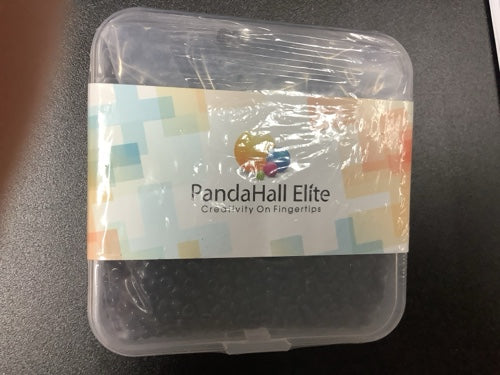 PandaHall Elite
Creativity On Fingertips